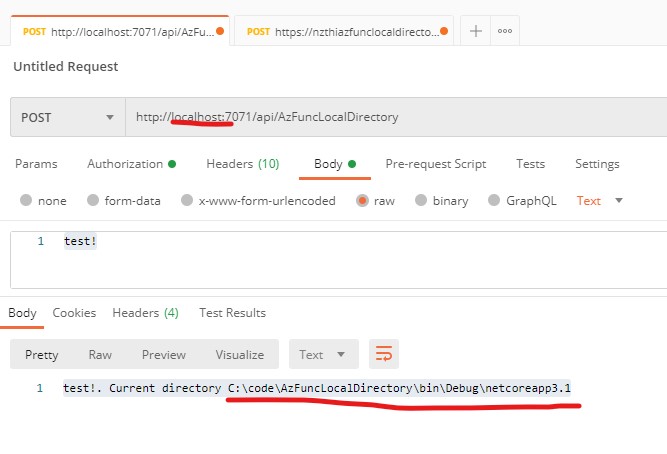 POST http://localhost:7071/api/AzFu... POST https://nzthiazfunclocaldirecto... + ooo
Untitled Request
POST http://localhost:7071/api/AzFuncLocalDirectory
Params Authorization Headers (10) Body Pre-request Script Tests Settings
none form-data x-www-form-urlencoded raw binary GraphQL Text
1 test!
Body Cookies Headers (4) Test Results
Pretty Raw Preview Visualize Text
1 test!. Current directory C:\code\AzFuncLocalDirectory\bin\Debug\netcoreapp3.1